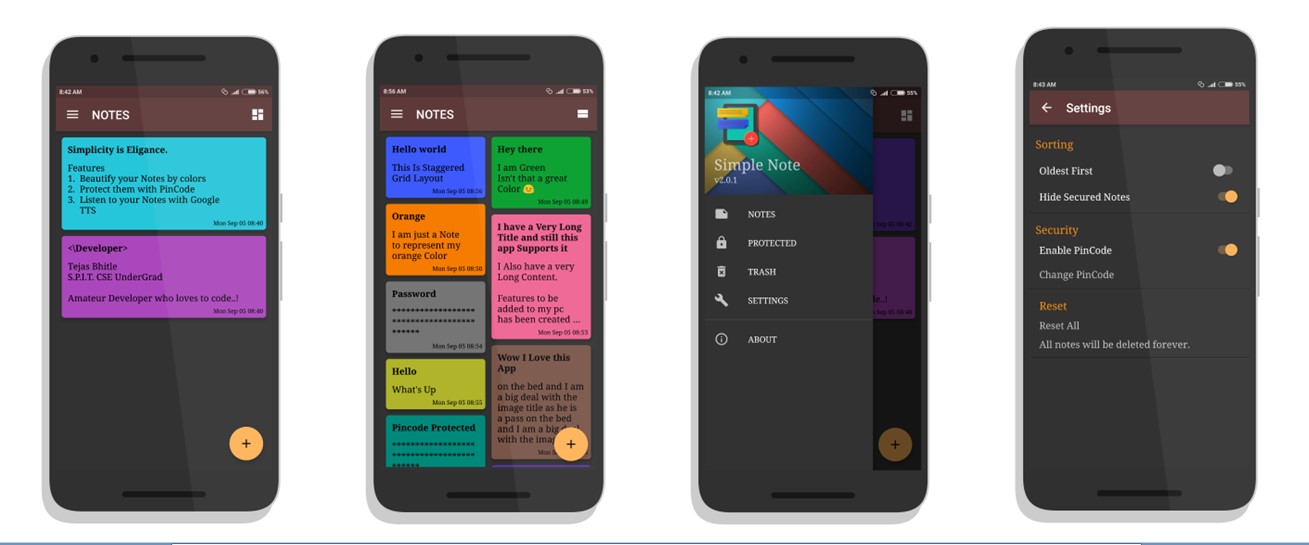 8:42 AM
56%
NOTES
Simplicity is Eligance.
Features
1. Beautify your Notes by colors
2. Protect them with PinCode
3. Listen to your Notes with Google
TTS
Mon Sep 05 08:40
<\Developer>
Tejas Bhitle
S.P.I.T. CSE UnderGrad
Amateur Developer who loves to code..!
Mon Sep 05 08:40
8:56 AM
53%
NOTES
Hello world
This Is Staggered
Grid Layout
Mon Sep 05 08:56
Orange
I am just a Note
to represent my
orange Color
Mon Sep 05 08:50
Password
******************
******************
******
Mon Sep 05 08:54
Hello
What's Up
Mon Sep 05 08:55
Pincode Protected
******************
******************
******
Hey there
I am Green
Isn't that a great
Color 😀
Mon Sep 05 08:49
I have a Very Long
Title and still this
app Supports it
I Also have a very
Long Content.
Features to be
added to my pc
has been created ...
Mon Sep 05 08:53
Wow I Love this
App
on the bed and I am
a big deal with the
image title as he is
a pass on the bed
and I am a big
with the
Mon
8:42 AM
55%
Simple Note
v2.0.1
NOTES
PROTECTED
TRASH
SETTINGS
ABOUT
8:43 AM
55%
Settings
Sorting
Oldest First
Hide Secured Notes
Security
Enable PinCode
Change PinCode
Reset
Reset All
All notes will be deleted forever.